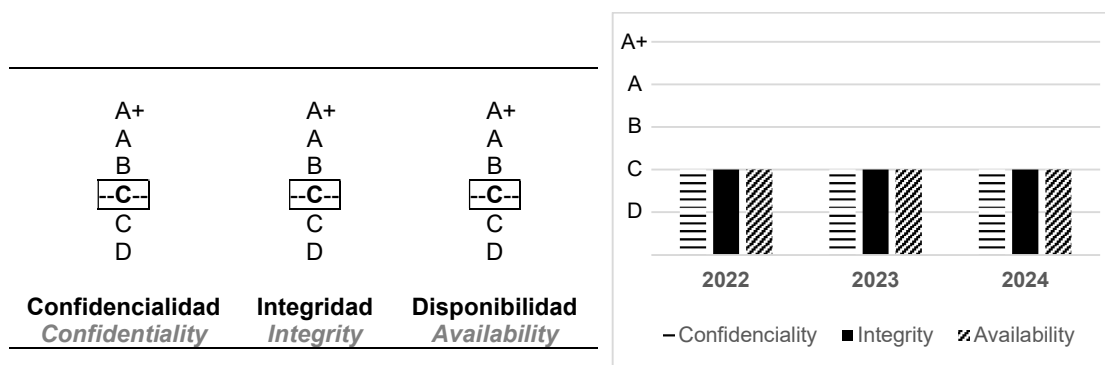 A+ A+ A+
A A A
B B B
--C-- --C-- --C--
C C C
D D D
Confidencialidad Integridad Disponibilidad
Confidentiality Integrity Availability
A+
A
B
C
D
2022 2023 2024
Confidenciality Integrity Availability